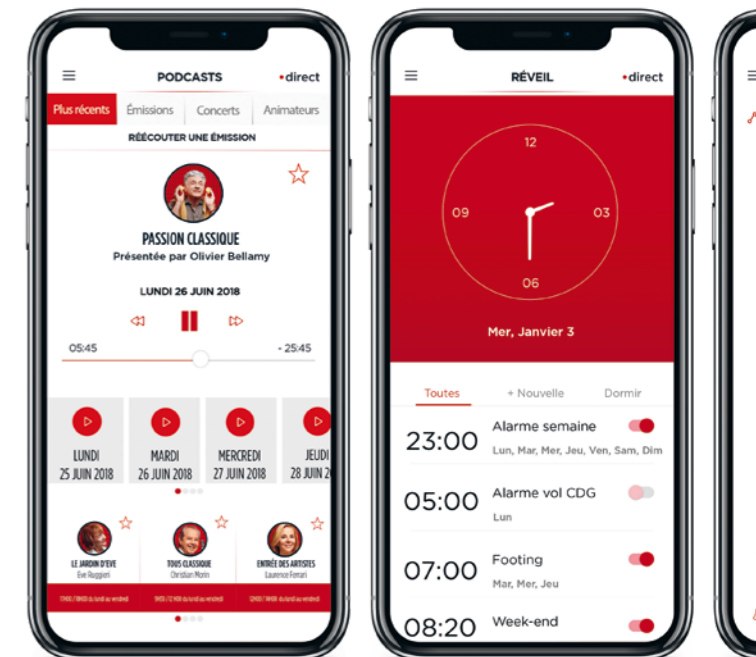 PODCASTS
•direct
Plus récents
Émissions
Concerts
Animateurs
RÉÉCOUTER UNE ÉMISSION
PASSION CLASSIQUE
Présentée par Olivier Bellamy
LUNDI 26 JUIN 2018
05:45
- 25:45
LUNDI
25 JUIN 2018
MARDI
26 JUIN 2018
MERCREDI
27 JUIN 2018
JEUDI
28 JUIN 2
LE JARDIN D'EVE
Eve Ruggieri
TOUS CLASSIQUE
Christian Morin
ENTRÉE DES ARTISTES
Laurence Ferrari
RÉVEIL
•direct
12
09
03
06
Mer, Janvier 3
Toutes
+ Nouvelle
Dormir
23:00
Alarme semaine
Lun, Mar, Mer, Jeu, Ven, Sam, Dim
05:00
Alarme vol CDG
Lun
07:00
Footing
Mar, Mer, Jeu
08:20
Week-end